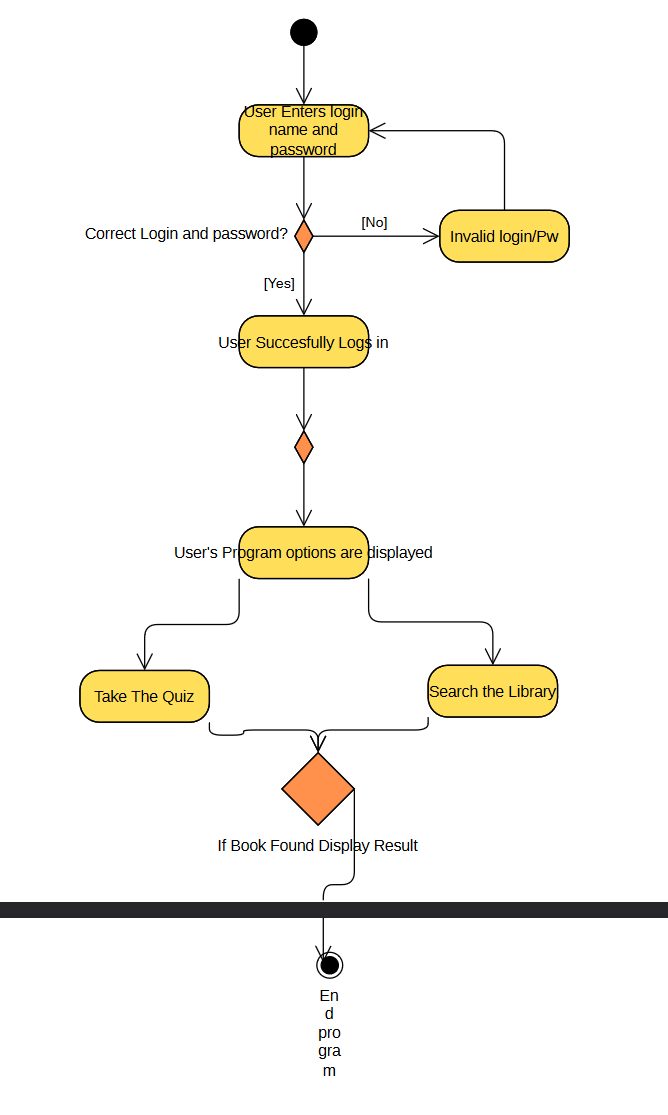 User Enters login
name and
password
Correct Login and password?
[No]
Invalid login/Pw
[Yes]
User Succesfully Logs in
User's Program options are displayed
Take The Quiz
Search the Library
If Book Found Display Result
En
d
pro
gra
m